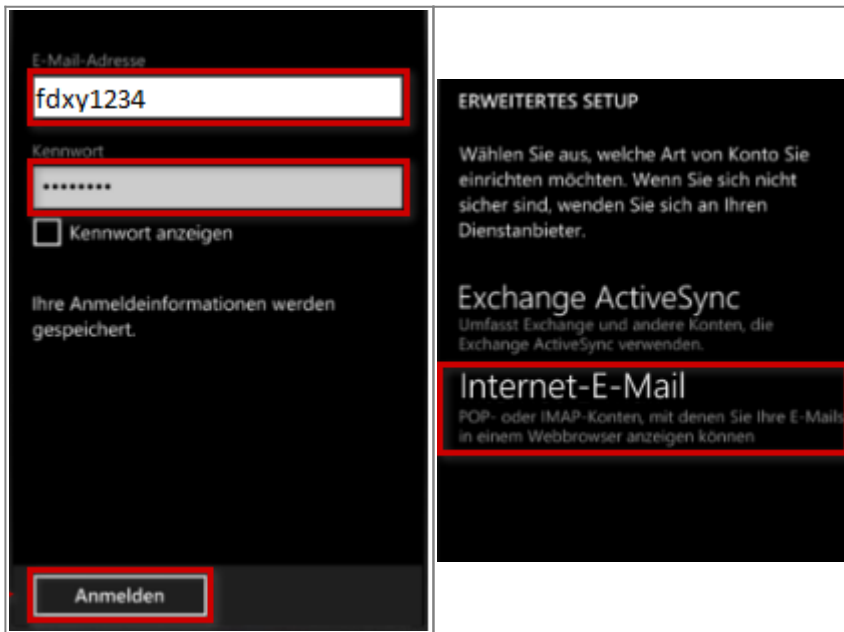 E-Mail-Adresse
fdxy1234
Kennwort
••••••••
Kennwort anzeigen
Ihre Anmeldeinformationen werden
gespeichert.
Anmelden
ERWEITERTES SETUP
Wählen Sie aus, welche Art von Konto Sie
einrichten möchten. Wenn Sie sich nicht
sicher sind, wenden Sie sich an Ihren
Dienstanbieter.
Exchange ActiveSync
Umfasst Exchange und andere Konten, die
Exchange ActiveSync verwenden.
Internet-E-Mail
POP- oder IMAP-Konten, mit denen Sie Ihre E-Mails
in einem Webbrowser anzeigen können